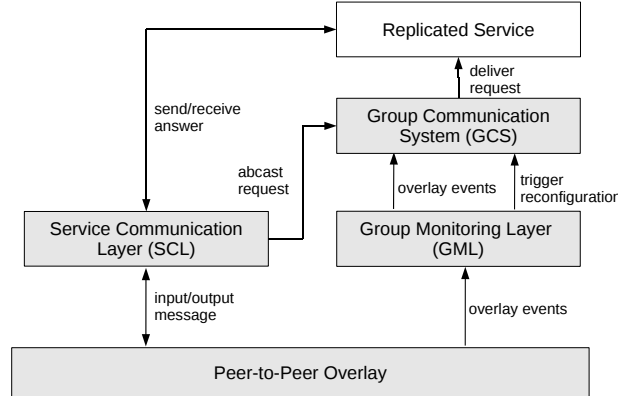 Replicated Service
deliver
request
send/receive
answer
Group Communication
System (GCS)
abcast
request
overlay events
trigger
reconfiguration
Service Communication
Layer (SCL)
Group Monitoring Layer
(GML)
input/output
message
overlay events
Peer-to-Peer Overlay